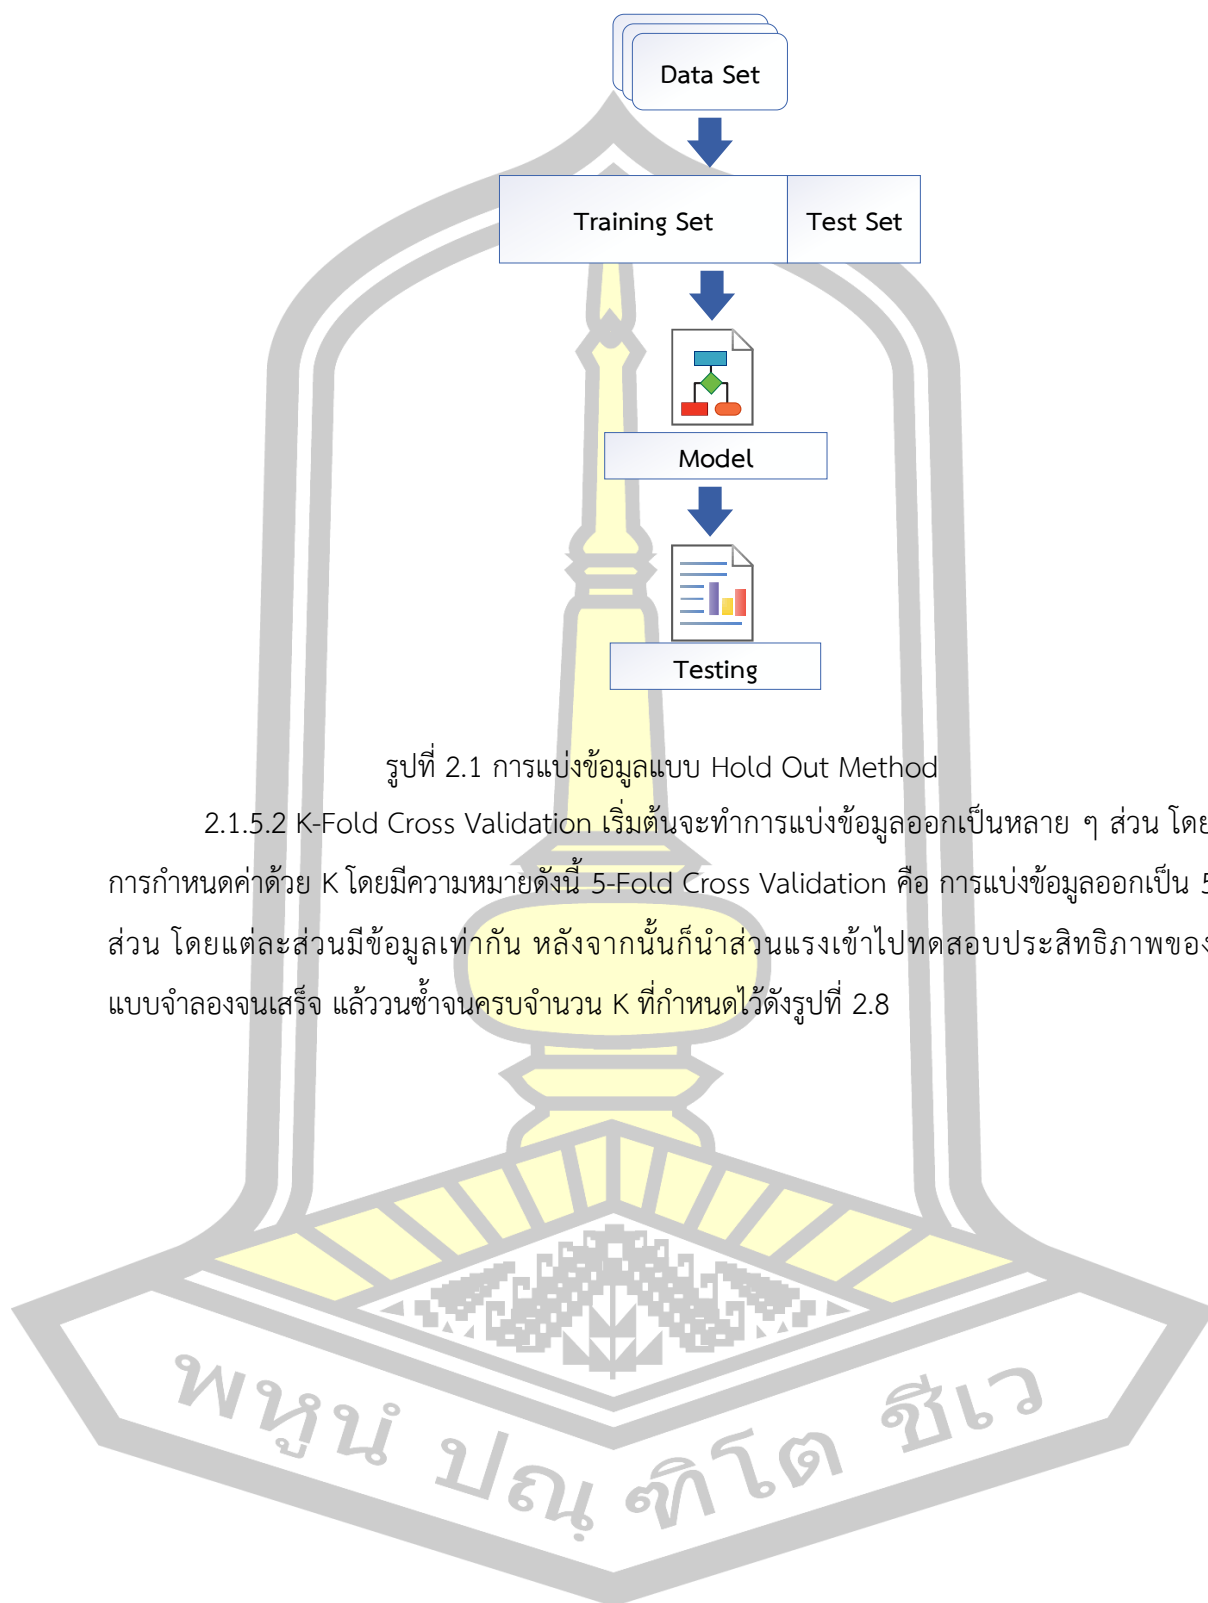 Data Set
Training Set Test Set
Model
Testing
รูปที่ 2.1 การแบ่งข้อมูลแบบ Hold Out Method
2.1.5.2 K-Fold Cross Validation เริ่มต้นจะทำการแบ่งข้อมูลออกเป็นหลาย ๆ ส่วน โดย
การกำหนดค่าด้วย K โดยมีความหมายดังนี้ 5-Fold Cross Validation คือ การแบ่งข้อมูลออกเป็น 5
ส่วน โดยแต่ละส่วนมีข้อมูลเท่ากัน หลังจากนั้นก็นำส่วนแรงเข้าไปทดสอบประสิทธิภาพของ
แบบจำลองจนเสร็จ แล้ววนซ้ำจนครบจำนวน K ที่กำหนดไว้ดังรูปที่ 2.8
พหูนํ ปณฺ ฑิโต ชีเว